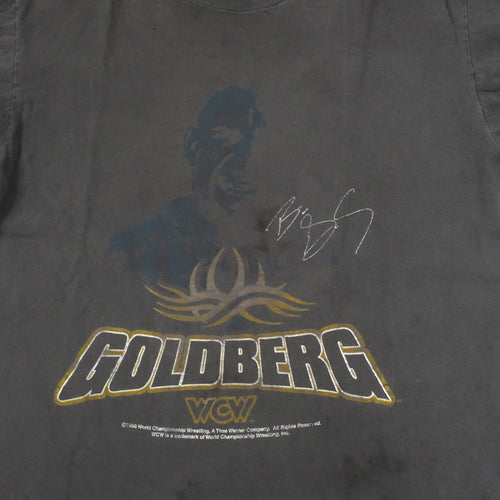 GOLDBERG
WCW
©1998 World Championship Wrestling. A Time Warner Company. All Rights Reserved.
WCW is a trademark of World Championship Wrestling, Inc.